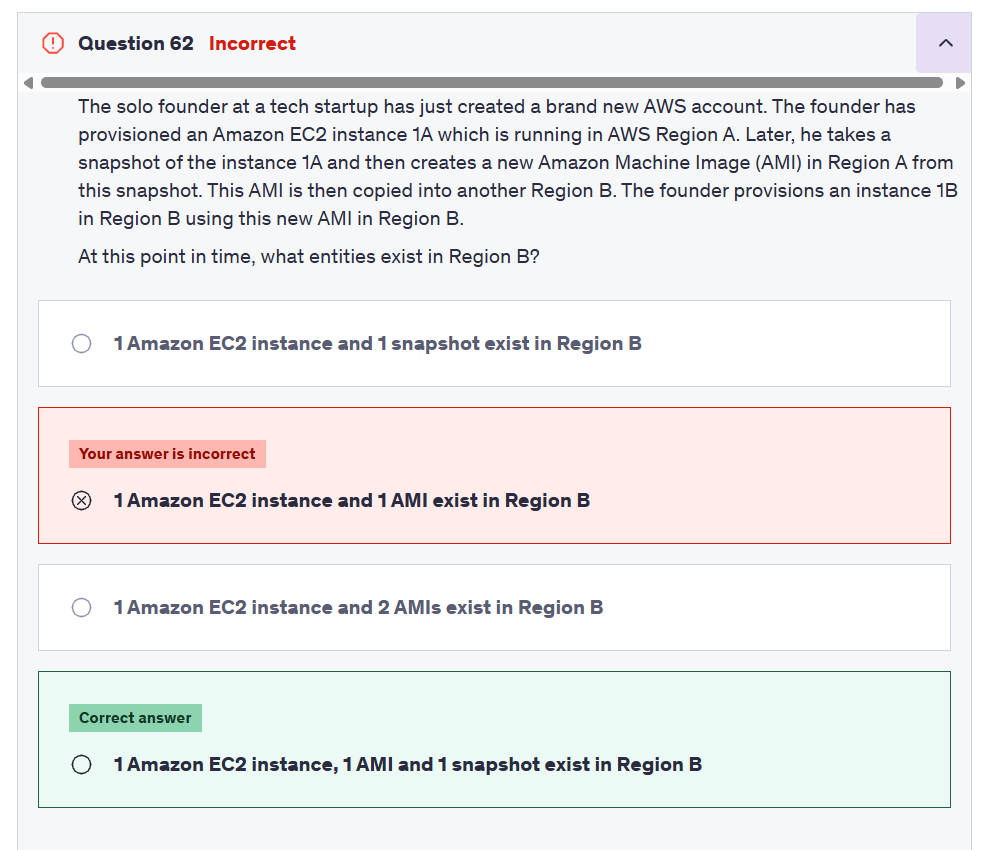 Question 62 Incorrect
The solo founder at a tech startup has just created a brand new AWS account. The founder has
provisioned an Amazon EC2 instance 1A which is running in AWS Region A. Later, he takes a
snapshot of the instance 1A and then creates a new Amazon Machine Image (AMI) in Region A from
this snapshot. This AMI is then copied into another Region B. The founder provisions an instance 1B
in Region B using this new AMI in Region B.
At this point in time, what entities exist in Region B?
1 Amazon EC2 instance and 1 snapshot exist in Region B
Your answer is incorrect
1 Amazon EC2 instance and 1 AMI exist in Region B
1 Amazon EC2 instance and 2 AMIs exist in Region B
Correct answer
1 Amazon EC2 instance, 1 AMI and 1 snapshot exist in Region B